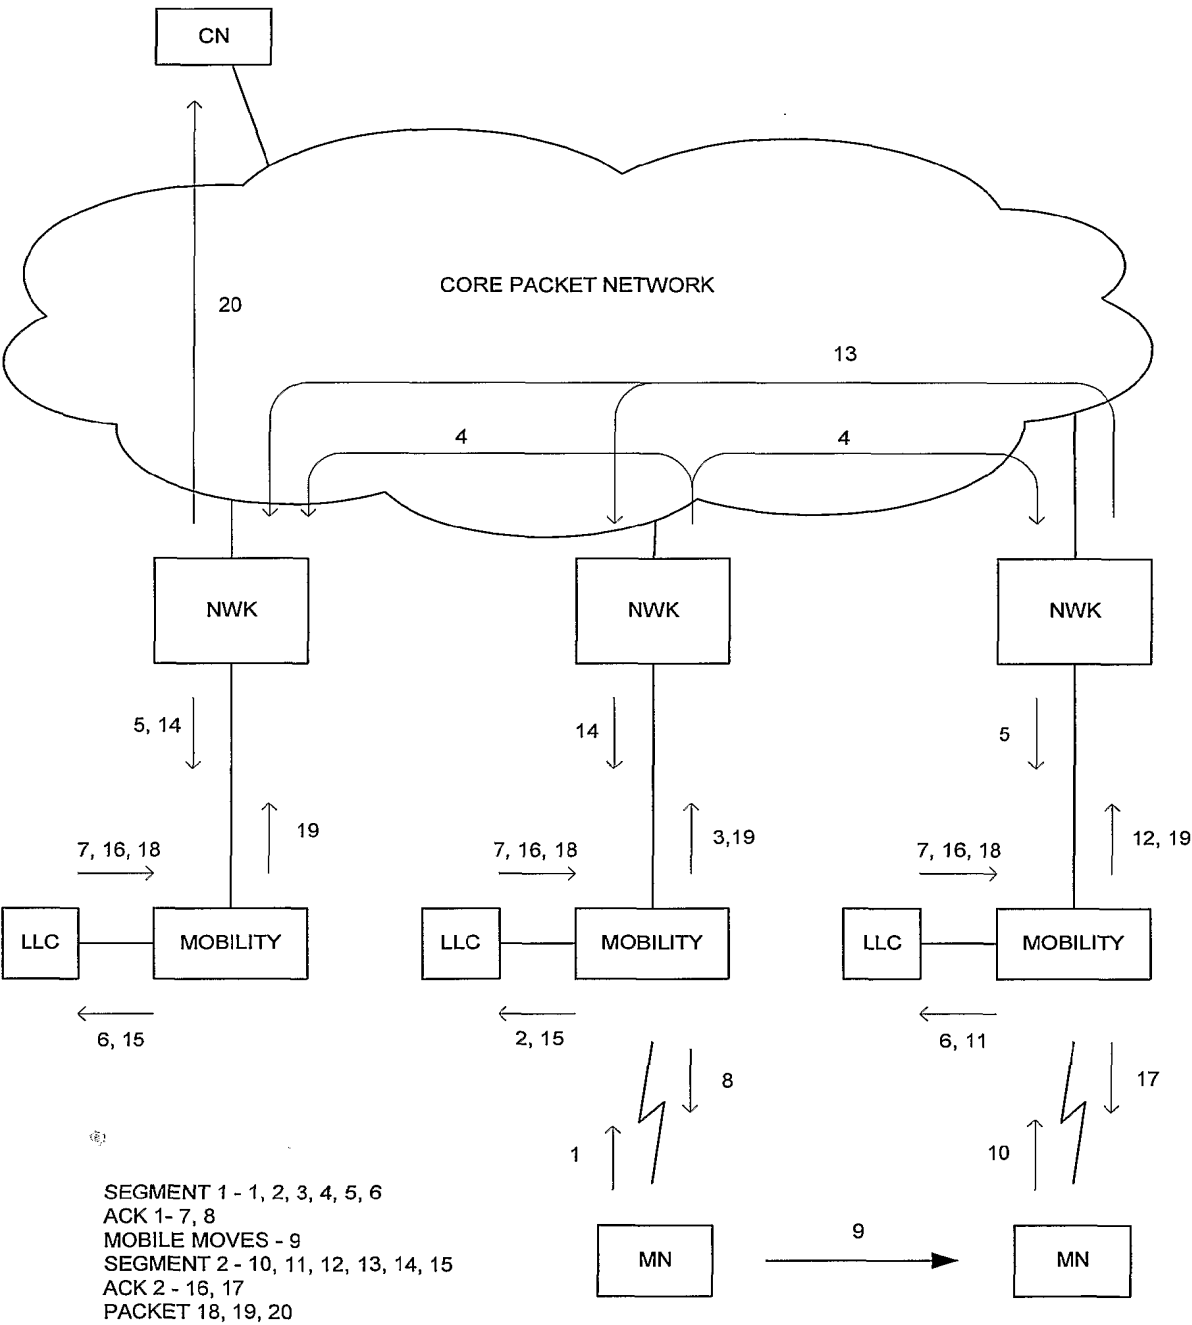 CN
CORE PACKET NETWORK
20
13
4
4
NWK
NWK
NWK
5, 14
14
5
19
3,19
12, 19
7, 16, 18
7, 16, 18
7, 16, 18
LLC
MOBILITY
LLC
MOBILITY
LLC
MOBILITY
6, 15
2, 15
6, 11
8
17
1
10
9
MN
MN
SEGMENT 1 - 1, 2, 3, 4, 5, 6
ACK 1- 7, 8
MOBILE MOVES - 9
SEGMENT 2 - 10, 11, 12, 13, 14, 15
ACK 2 - 16, 17
PACKET 18, 19, 20